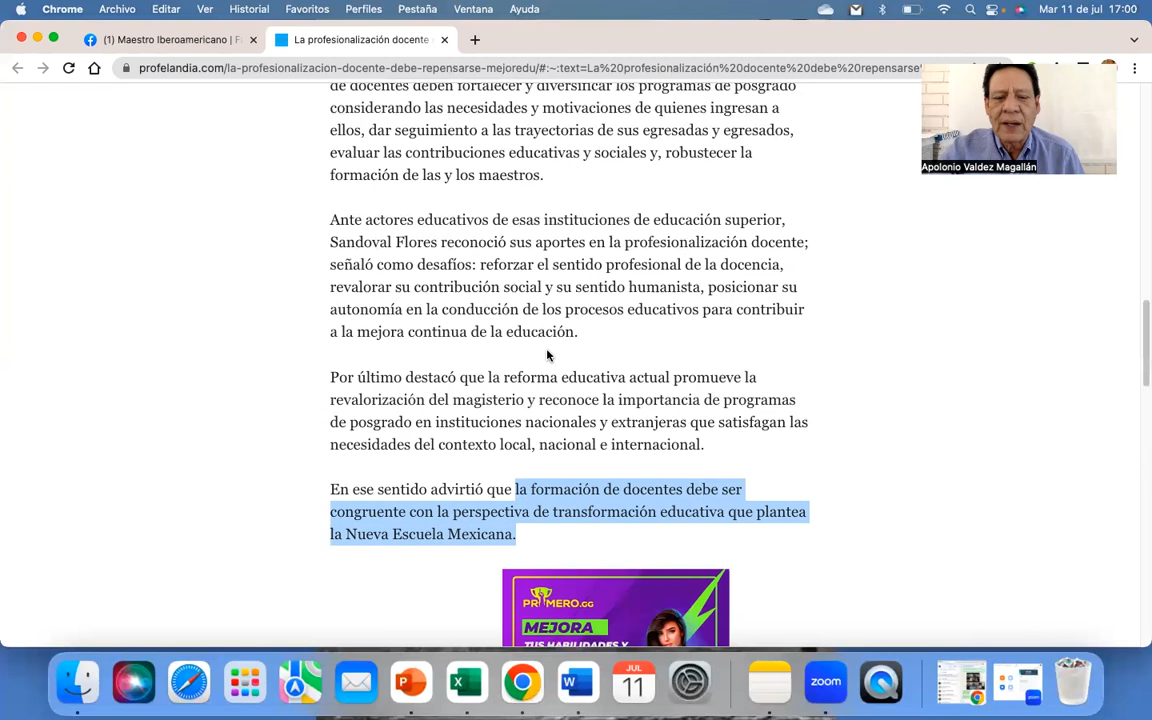 Chrome Archivo Editar Ver Historial Favoritos Perfiles Pestaña Ventana Ayuda Mar 11 de jul 17:00
(1) Maestro Iberoamericano | F
La profesionalización docente
profelandia.com/la-profesionalizacion-docente-debe-repensarse-mejoredu/#:~:text=La%20profesionalización%20docente%20debe%20repensarse
Apolonio Valdez Magallán
de docentes deben fortalecer y diversificar los programas de posgrado
considerando las necesidades y motivaciones de quienes ingresan a
ellos, dar seguimiento a las trayectorias de sus egresadas y egresados,
evaluar las contribuciones educativas y sociales y, robustecer la
formación de las y los maestros.
Ante actores educativos de esas instituciones de educación superior,
Sandoval Flores reconoció sus aportes en la profesionalización docente;
señaló como desafíos: reforzar el sentido profesional de la docencia,
revalorar su contribución social y su sentido humanista, posicionar su
autonomía en la conducción de los procesos educativos para contribuir
a la mejora continua de la educación.
Por último destacó que la reforma educativa actual promueve la
revalorización del magisterio y reconoce la importancia de programas
de posgrado en instituciones nacionales y extranjeras que satisfagan las
necesidades del contexto local, nacional e internacional.
En ese sentido advirtió que la formación de docentes debe ser
congruente con la perspectiva de transformación educativa que plantea
la Nueva Escuela Mexicana.
PRIMERO.GG
MEJORA
TUS HABILIDADES Y
JUL
11
zoom